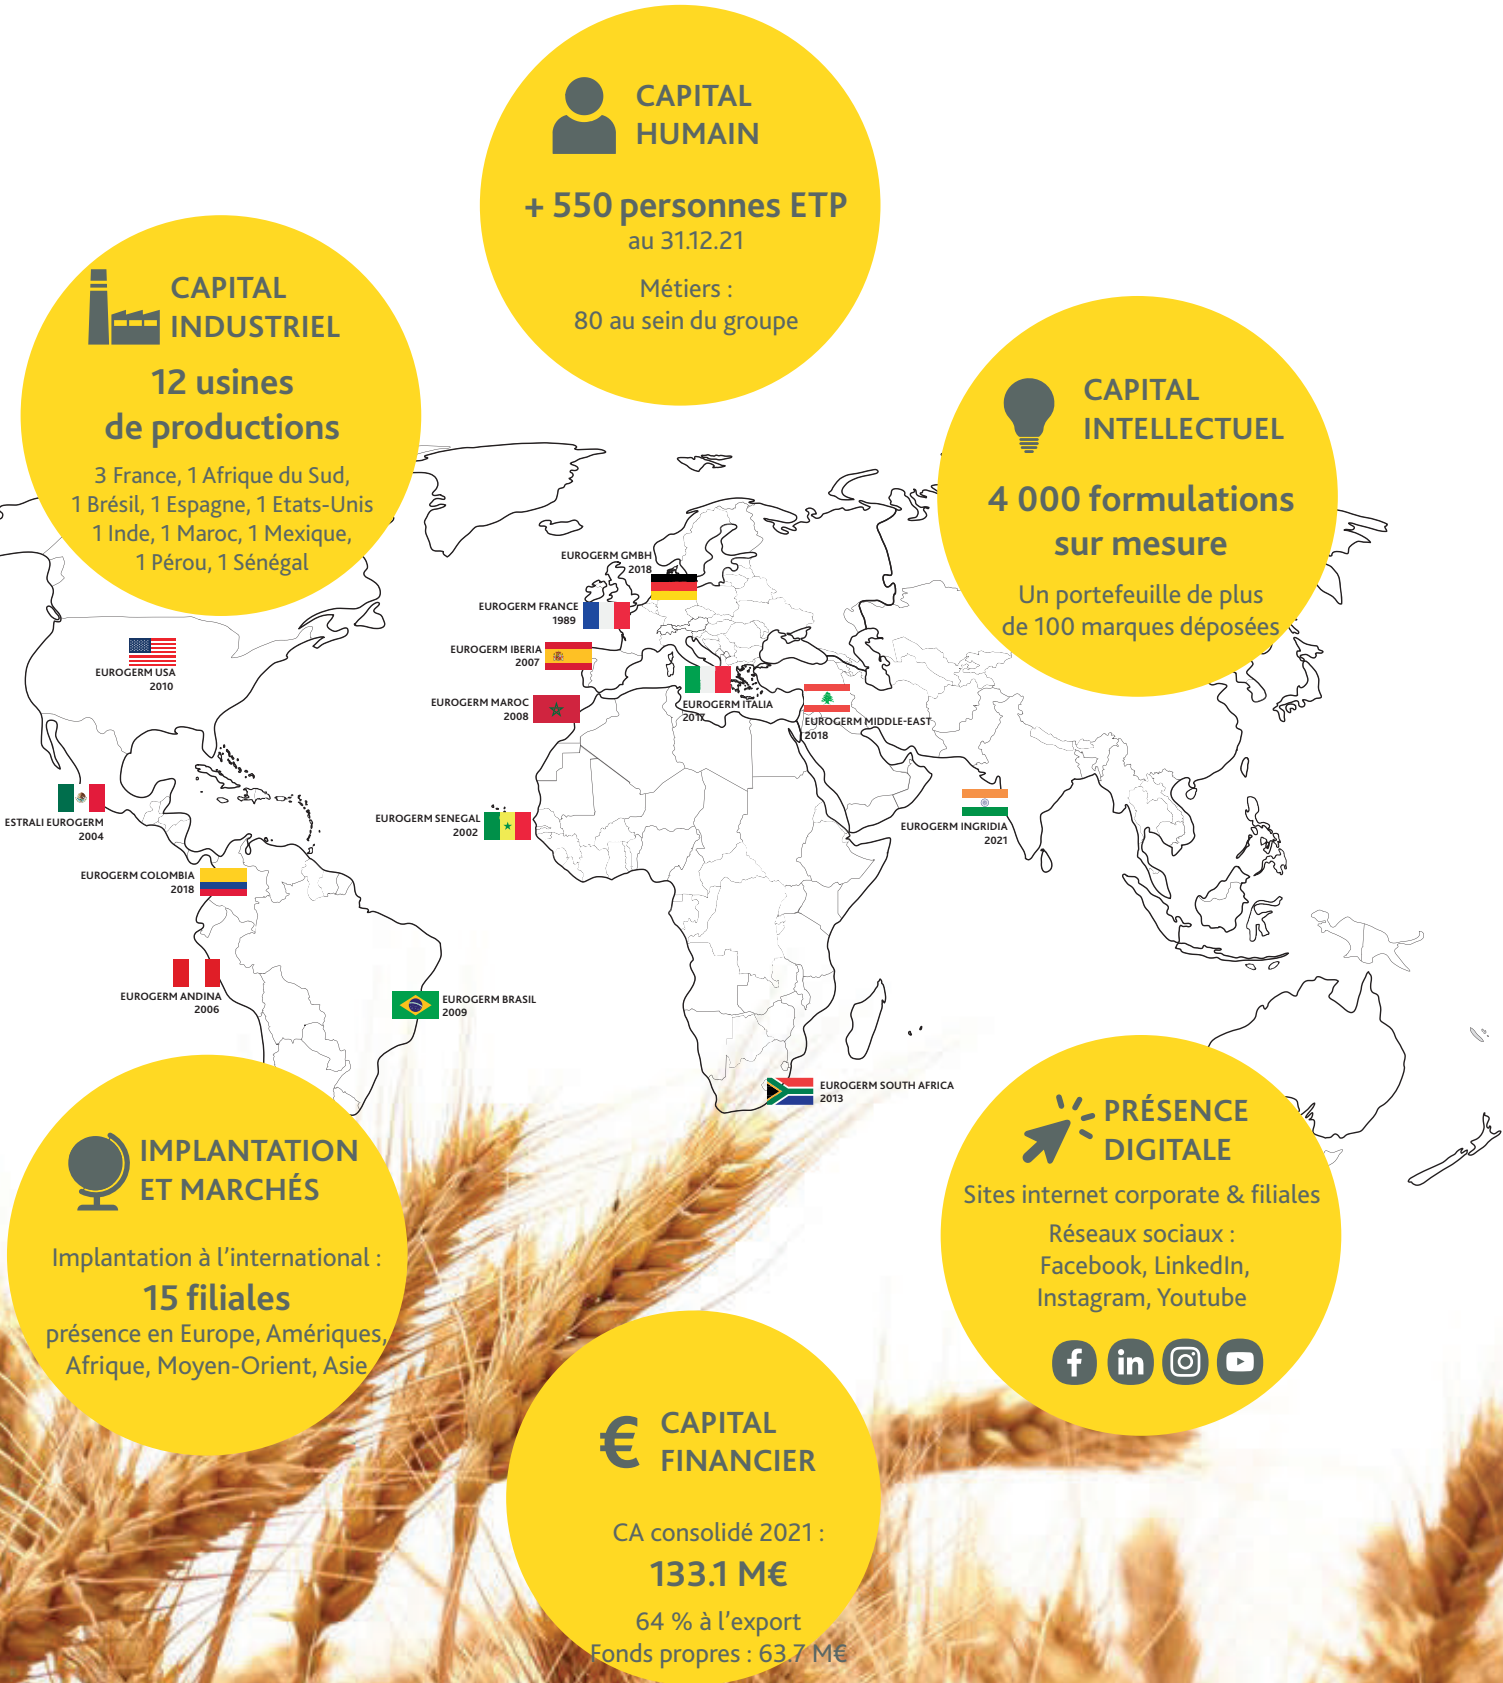 CAPITAL
HUMAIN
+ 550 personnes ETP
au 31.12.21
Métiers :
80 au sein du groupe
CAPITAL
INDUSTRIEL
12 usines
de productions
3 France, 1 Afrique du Sud,
1 Brésil, 1 Espagne, 1 Etats-Unis
1 Inde, 1 Maroc, 1 Mexique,
1 Pérou, 1 Sénégal
CAPITAL
INTELLECTUEL
4 000 formulations
sur mesure
Un portefeuille de plus
de 100 marques déposées
EUROGERM GMBH
2018
EUROGERM FRANCE
1989
EUROGERM IBERIA
2007
EUROGERM USA
2010
EUROGERM MAROC
2008
EUROGERM ITALIA
2017
EUROGERM MIDDLE-EAST
2018
ESTRALI EUROGERM
2004
EUROGERM SENEGAL
2002
EUROGERM INGRIDIA
2021
EUROGERM COLOMBIA
2018
EUROGERM ANDINA
2006
EUROGERM BRASIL
2009
EUROGERM SOUTH AFRICA
2013
IMPLANTATION
ET MARCHÉS
Implantation à l'international :
15 filiales
présence en Europe, Amériques,
Afrique, Moyen-Orient, Asie
PRÉSENCE
DIGITALE
Sites internet corporate & filiales
Réseaux sociaux :
Facebook, LinkedIn,
Instagram, Youtube
f in
€ CAPITAL
FINANCIER
CA consolidé 2021 :
133.1 M€
64 % à l'export
Fonds propres : 63.7 M€